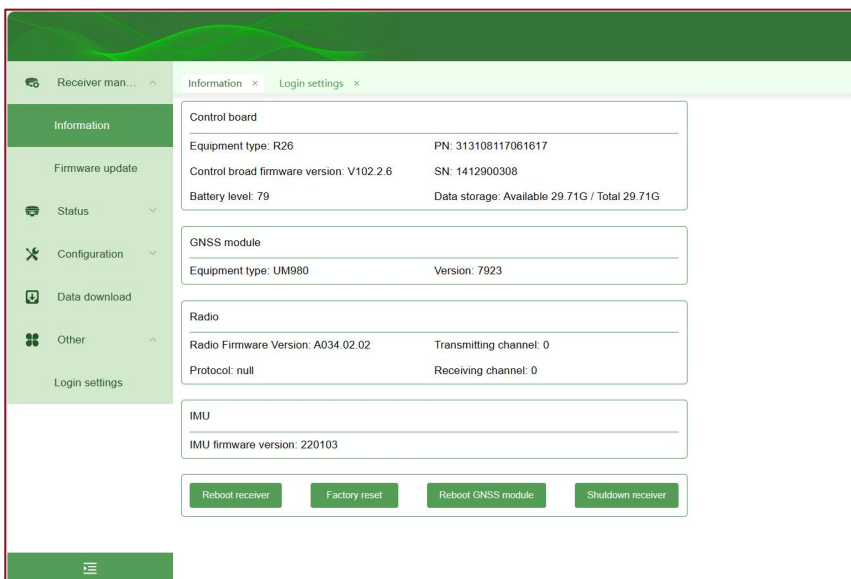 Receiver man...
Information
Firmware update
Status
Configuration
Data download
Other
Login settings
Information × Login settings ×
Control board
Equipment type: R26 PN: 313108117061617
Control broad firmware version: V102.2.6 SN: 1412900308
Battery level: 79 Data storage: Available 29.71G / Total 29.71G
GNSS module
Equipment type: UM980 Version: 7923
Radio
Radio Firmware Version: A034.02.02 Transmitting channel: 0
Protocol: null Receiving channel: 0
IMU
IMU firmware version: 220103
Reboot receiver Factory reset Reboot GNSS module Shutdown receiver